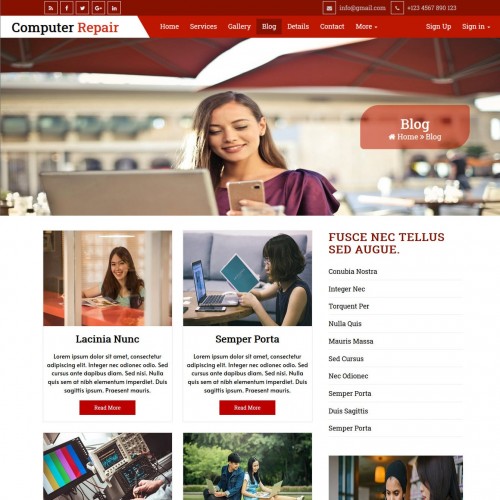 info@gmail.com +123 4567 890 123
Computer Repair Home Services Gallery Blog Details Contact More Sign Up Sign in
Blog
Home » Blog
FUSCE NEC TELLUS
SED AUGUE.
Conubia Nostra
Integer Nec
Torquent Per
Nulla Quis
Mauris Massa
Sed Cursus
Nec Odionec
Semper Porta
Duis Sagittis
Semper Porta
Lacinia Nunc
Lorem ipsum dolor sit amet, consectetur
adipiscing elit. Integer nec odionec odio. Sed
cursus ante dapibus diam. Sed nisi. Nulla
quis sem at nibh elementum imperdiet. Duis
sagittis ipsum. Praesent mauris.
Read More
Semper Porta
Lorem ipsum dolor sit amet, consectetur
adipiscing elit. Integer nec odionec odio. Sed
cursus ante dapibus diam. Sed nisi. Nulla
quis sem at nibh elementum imperdiet. Duis
sagittis ipsum. Praesent mauris.
Read More